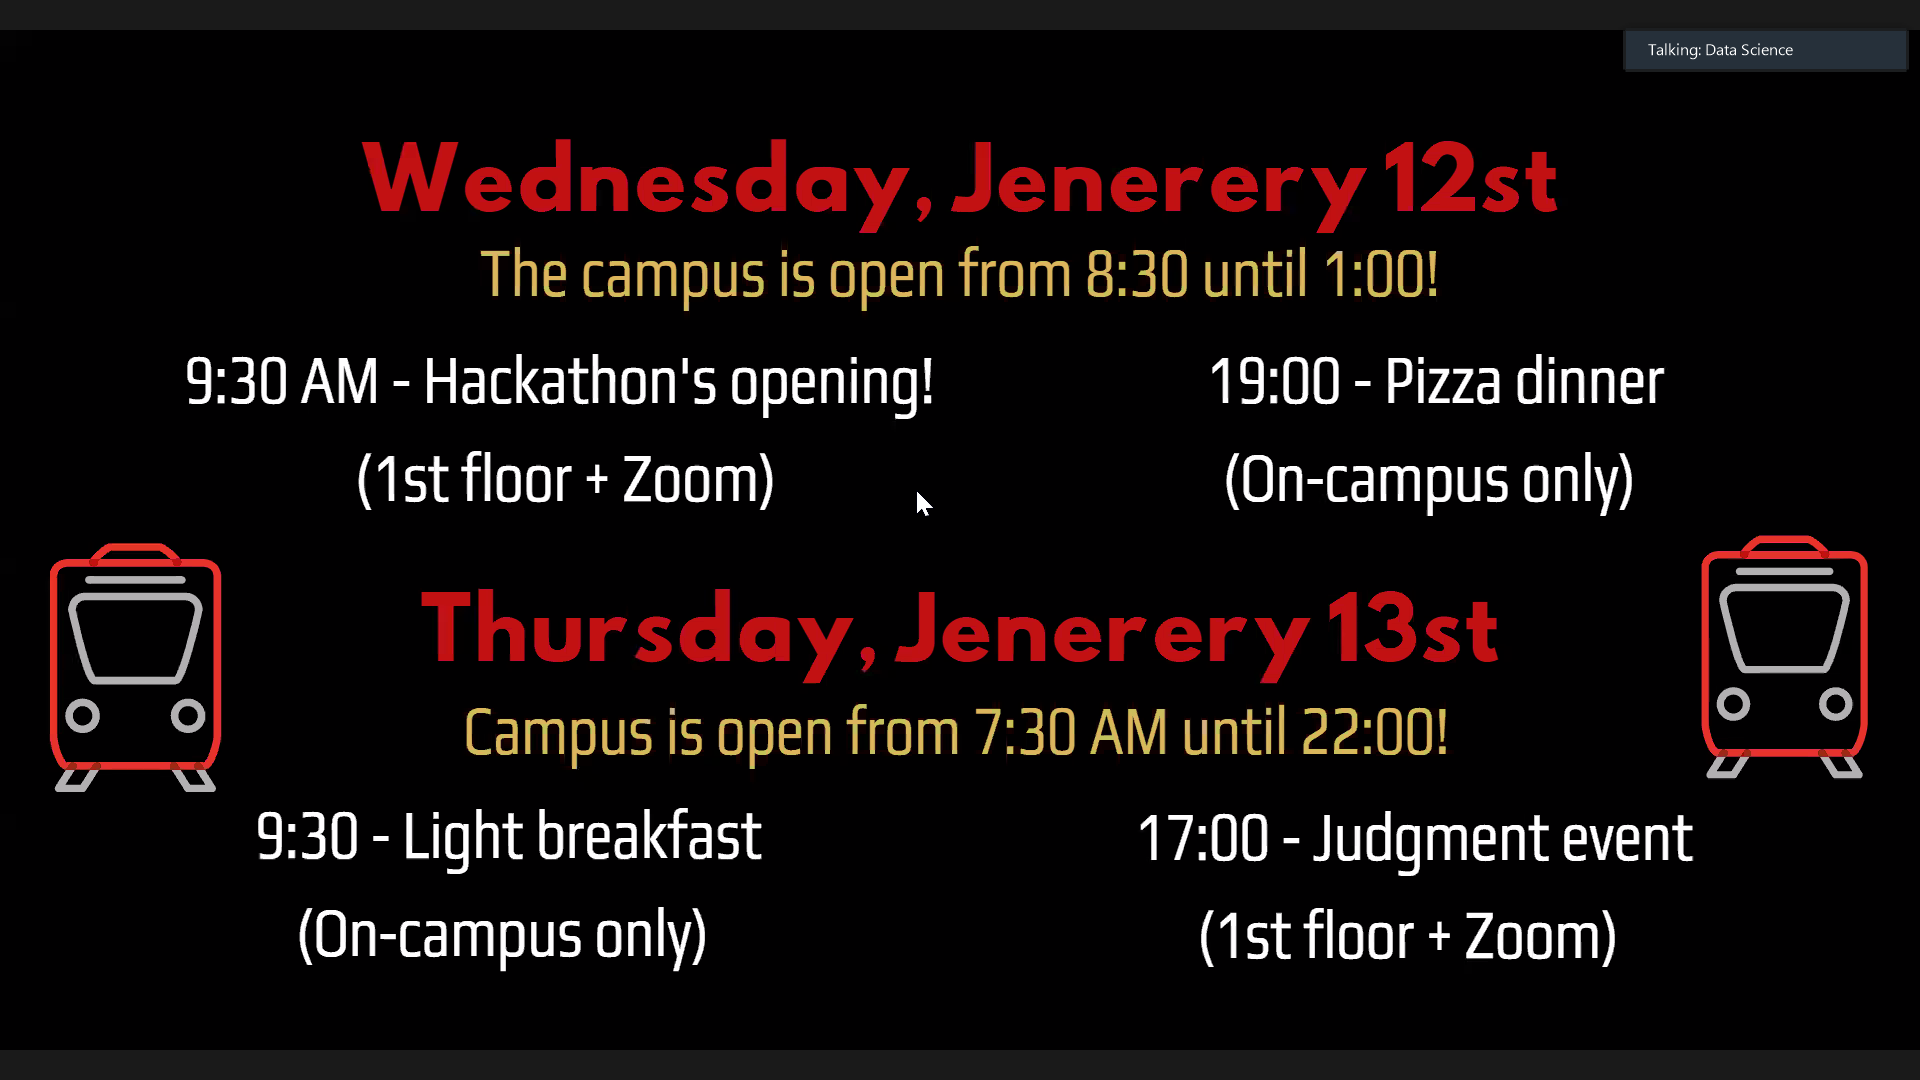 Talking: Data Science
Wednesday, Jenerery 12st
The campus is open from 8:30 until 1:00!
9:30 AM - Hackathon's opening!
(1st floor + Zoom)
19:00 - Pizza dinner
(On-campus only)
Thursday, Jenerery 13st
Campus is open from 7:30 AM until 22:00!
9:30 - Light breakfast
(On-campus only)
17:00 - Judgment event
(1st floor + Zoom)